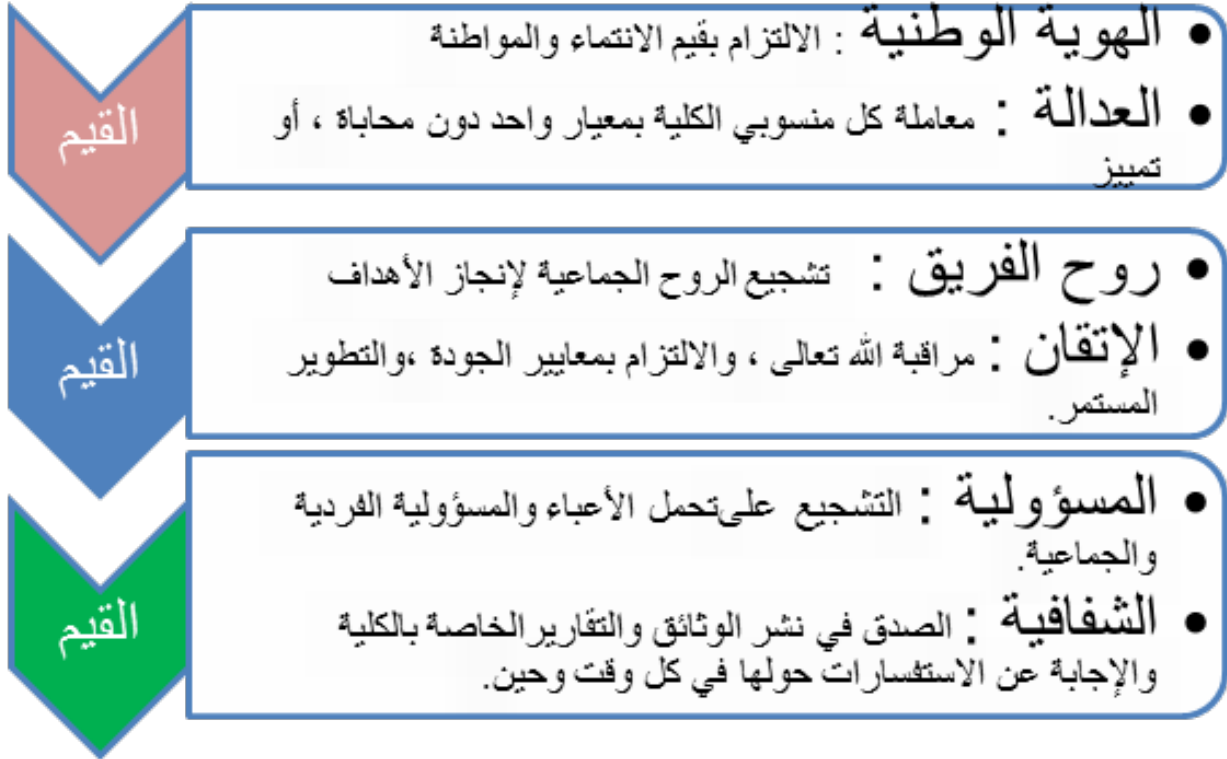 القيم
• الهوية الوطنية : الالتزام بقيم الانتماء والمواطنة
• العدالة : معاملة كل منسوبي الكلية بمعيار واحد دون محاباة ، أو
تمييز
القيم
• روح الفريق : تشجيع الروح الجماعية لإنجاز الأهداف
• الإتقان : مراقبة الله تعالى ، والالتزام بمعايير الجودة ،والتطوير
المستمر.
القيم
• المسؤولية : التشجيع على تحمل الأعباء والمسؤولية الفردية
والجماعية.
• الشفافية : الصدق في نشر الوثائق والتقارير الخاصة بالكلية
والإجابة عن الاستفسارات حولها في كل وقت وحين.